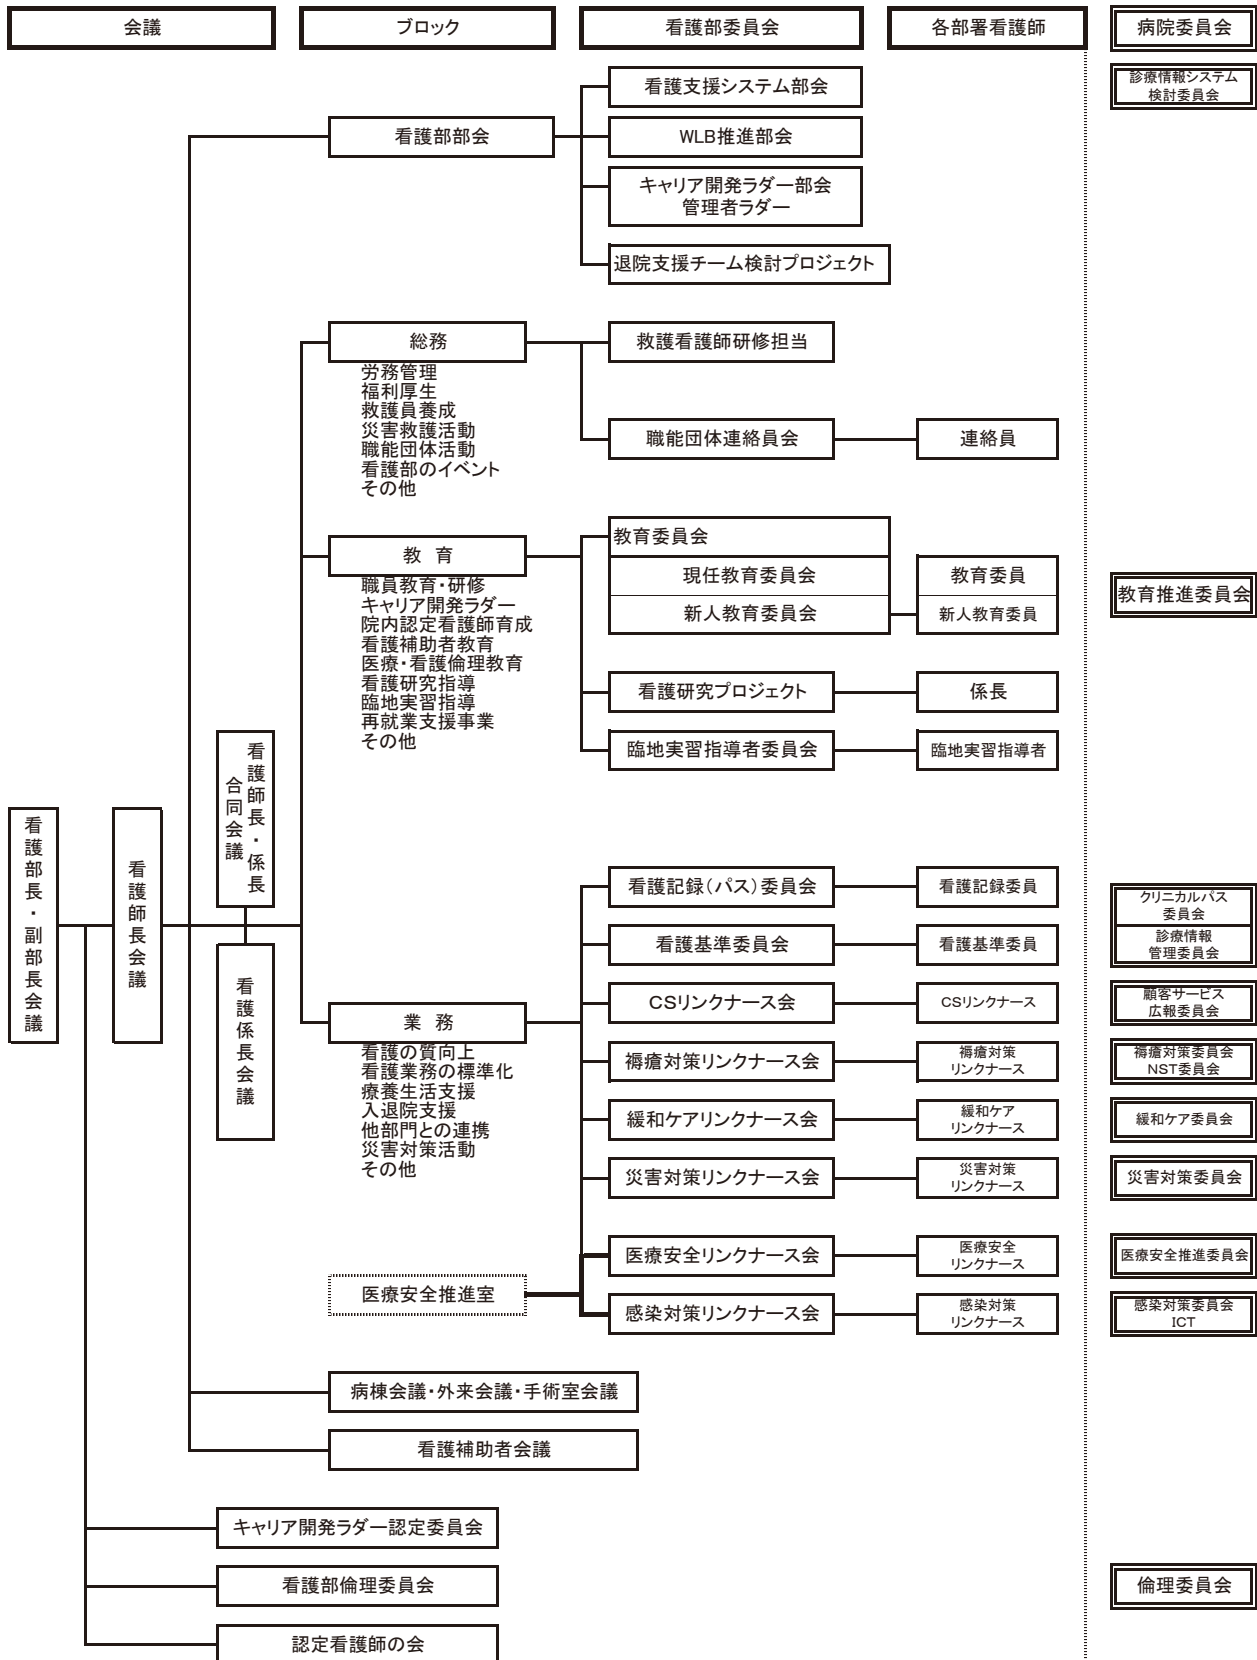 会議
ブロック
看護部委員会
各部署看護師
病院委員会
看護支援システム部会
診療情報システム
検討委員会
看護部部会
WLB推進部会
キャリア開発ラダー部会
管理者ラダー
退院支援チーム検討プロジェクト
総務
救護看護師研修担当
労務管理
福利厚生
救護員養成
災害救護活動
職能団体活動
看護部のイベント
その他
職能団体連絡員会
連絡員
教育委員会
教 育
現任教育委員会
教育委員
新人教育委員会
新人教育委員
教育推進委員会
職員教育・研修
キャリア開発ラダー
院内認定看護師育成
看護補助者教育
医療・看護倫理教育
看護研究指導
臨地実習指導
再就業支援事業
その他
看護研究プロジェクト
係長
臨地実習指導者委員会
臨地実習指導者
看護部長・副部長会議
看護師長会議
看護師長・係長
合同会議
看護係長会議
看護記録(パス)委員会
看護記録委員
クリニカルパス
委員会
看護基準委員会
看護基準委員
診療情報
管理委員会
業 務
CSリンクナース会
CSリンクナース
顧客サービス
広報委員会
看護の質向上
看護業務の標準化
療養生活支援
入退院支援
他部門との連携
災害対策活動
その他
褥瘡対策リンクナース会
褥瘡対策
リンクナース
褥瘡対策委員会
NST委員会
緩和ケアリンクナース会
緩和ケア
リンクナース
緩和ケア委員会
災害対策リンクナース会
災害対策
リンクナース
災害対策委員会
医療安全リンクナース会
医療安全
リンクナース
医療安全推進委員会
医療安全推進室
感染対策リンクナース会
感染対策
リンクナース
感染対策委員会
ICT
病棟会議・外来会議・手術室会議
看護補助者会議
キャリア開発ラダー認定委員会
看護部倫理委員会
倫理委員会
認定看護師の会